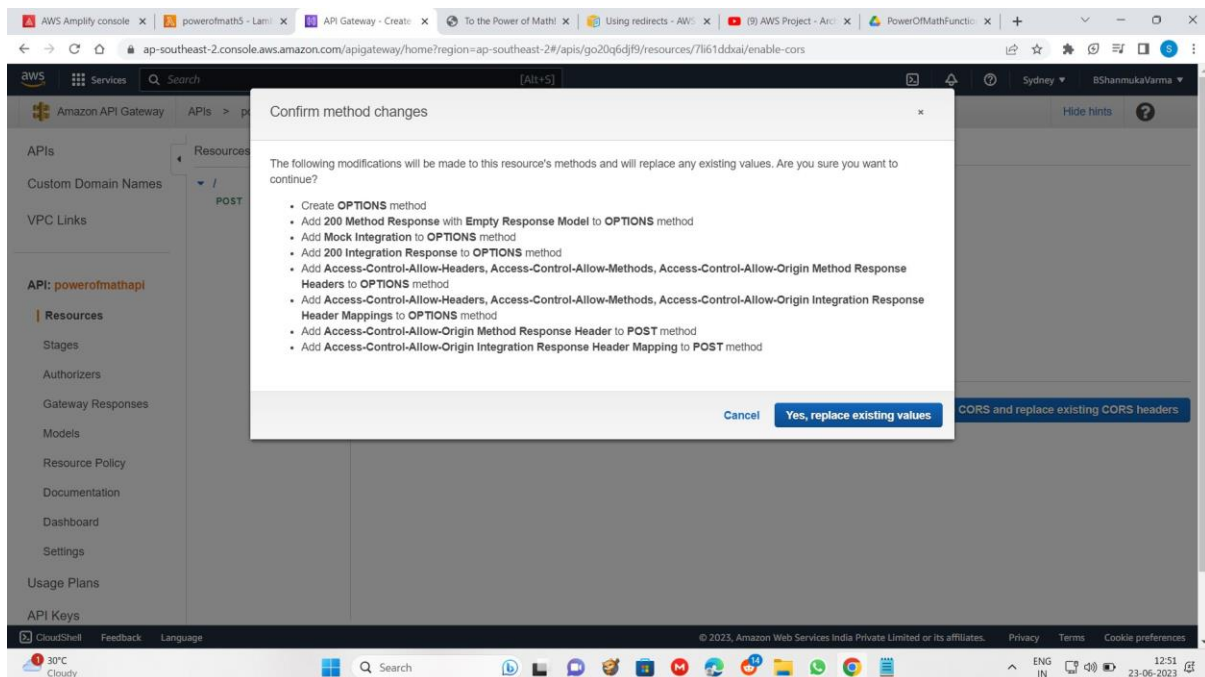 AWS Amplify console
powerofmath5 - Lam
API Gateway - Create
To the Power of Math!
Using redirects - AWS
(9) AWS Project - Arc
PowerOfMathFunctio
ap-southeast-2.console.aws.amazon.com/apigateway/home?region=ap-southeast-2#/apis/go20q6djf9/resources/7li61ddxai/enable-cors
S
aws
Services
Search
[Alt+S]
Sydney
BShanmukaVarma
Amazon API Gateway
APIs > po
Hide hints
APIs
Custom Domain Names
VPC Links
API: powerofmathapi
Resources
Stages
Authorizers
Gateway Responses
Models
Resource Policy
Documentation
Dashboard
Settings
Usage Plans
API Keys
Resources
/
POST
Confirm method changes
The following modifications will be made to this resource's methods and will replace any existing values. Are you sure you want to
continue?
• Create OPTIONS method
• Add 200 Method Response with Empty Response Model to OPTIONS method
• Add Mock Integration to OPTIONS method
• Add 200 Integration Response to OPTIONS method
• Add Access-Control-Allow-Headers, Access-Control-Allow-Methods, Access-Control-Allow-Origin Method Response
Headers to OPTIONS method
• Add Access-Control-Allow-Headers, Access-Control-Allow-Methods, Access-Control-Allow-Origin Integration Response
Header Mappings to OPTIONS method
• Add Access-Control-Allow-Origin Method Response Header to POST method
• Add Access-Control-Allow-Origin Integration Response Header Mapping to POST method
Cancel
Yes, replace existing values
CORS and replace existing CORS headers
CloudShell
Feedback
Language
© 2023, Amazon Web Services India Private Limited or its affiliates.
Privacy
Terms
Cookie preferences
1
30°C
Cloudy
Search
ENG
IN
12:51
23-06-2023